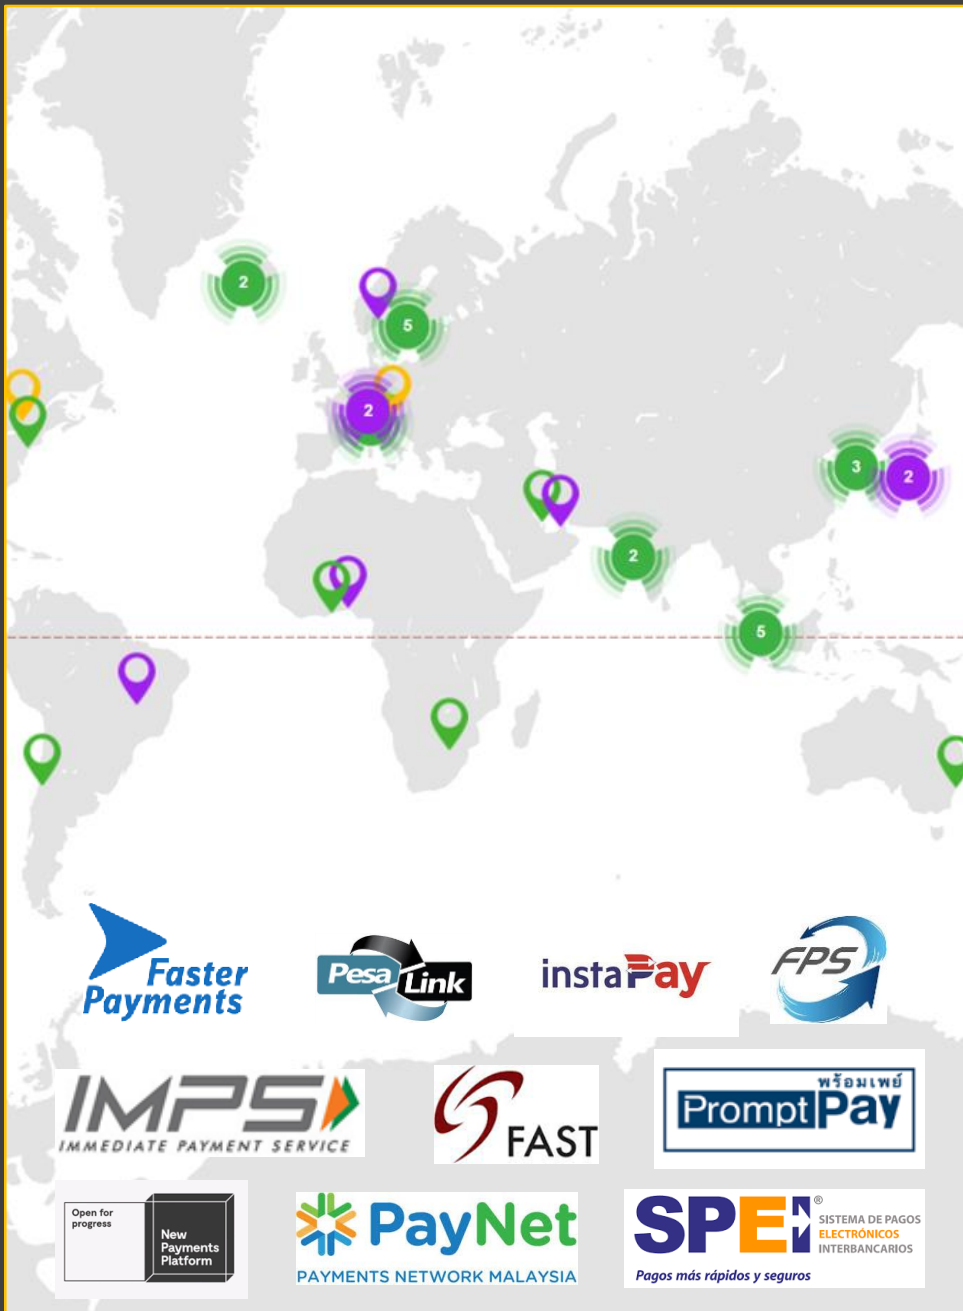 2
5
2
3
2
2
5
Faster
Payments
Pesa Link
instaPay
FPS
IMPS
IMMEDIATE PAYMENT SERVICE
FAST
พร้อมเพย์
PromptPay
Open for
progress
New
Payments
Platform
PayNet
PAYMENTS NETWORK MALAYSIA
SPEI®
SISTEMA DE PAGOS
ELECTRÓNICOS
INTERBANCARIOS
Pagos más rápidos y seguros